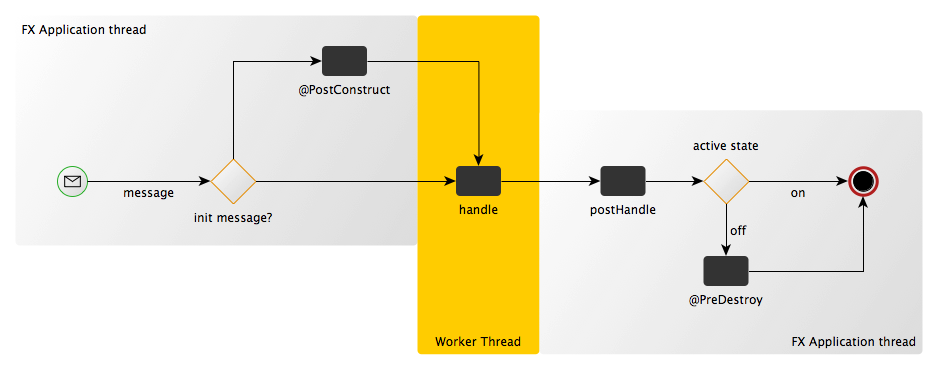 FX Application thread
@PostConstruct
message
init message?
handle
Worker Thread
postHandle
active state
on
off
@PreDestroy
FX Application thread